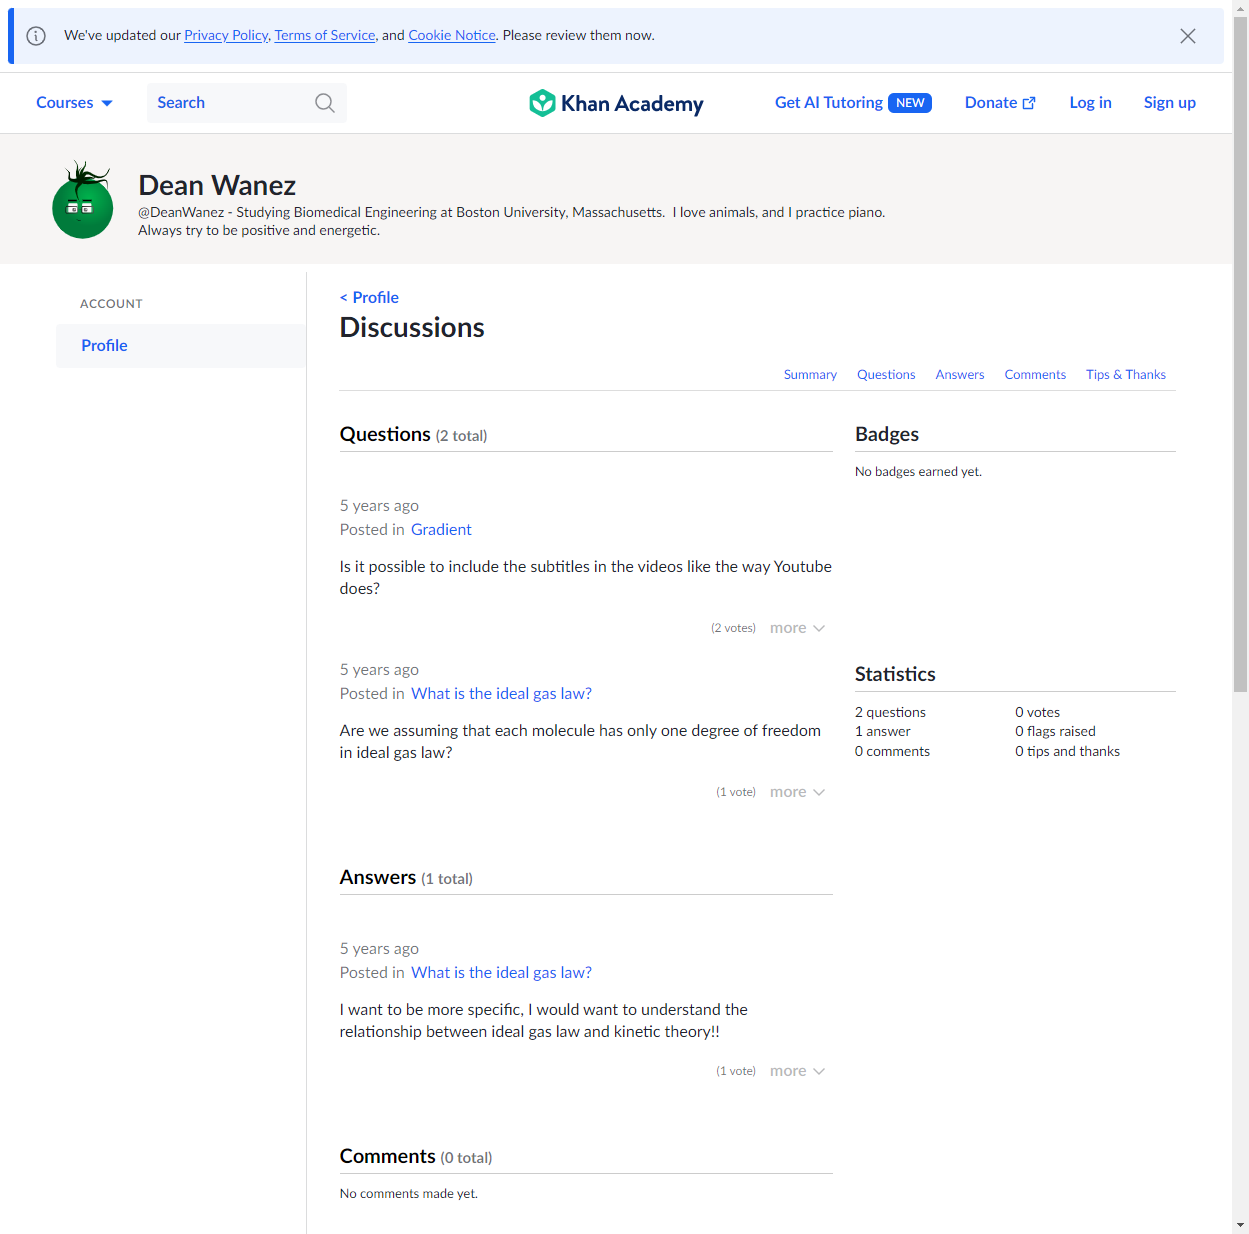 We've updated our Privacy Policy, Terms of Service, and Cookie Notice. Please review them now.
Courses
Search
Khan Academy
Get AI Tutoring NEW
Donate
Log in
Sign up
Dean Wanez
@DeanWanez - Studying Biomedical Engineering at Boston University, Massachusetts. I love animals, and I practice piano.
Always try to be positive and energetic.
ACCOUNT
Profile
< Profile
Discussions
Summary
Questions
Answers
Comments
Tips & Thanks
Questions (2 total)
5 years ago
Posted in Gradient
Is it possible to include the subtitles in the videos like the way Youtube
does?
(2 votes) more
5 years ago
Posted in What is the ideal gas law?
Are we assuming that each molecule has only one degree of freedom
in ideal gas law?
(1 vote) more
Answers (1 total)
5 years ago
Posted in What is the ideal gas law?
I want to be more specific, I would want to understand the
relationship between ideal gas law and kinetic theory!!
(1 vote) more
Comments (0 total)
No comments made yet.
Badges
No badges earned yet.
Statistics
2 questions
1 answer
0 comments
0 votes
0 flags raised
0 tips and thanks